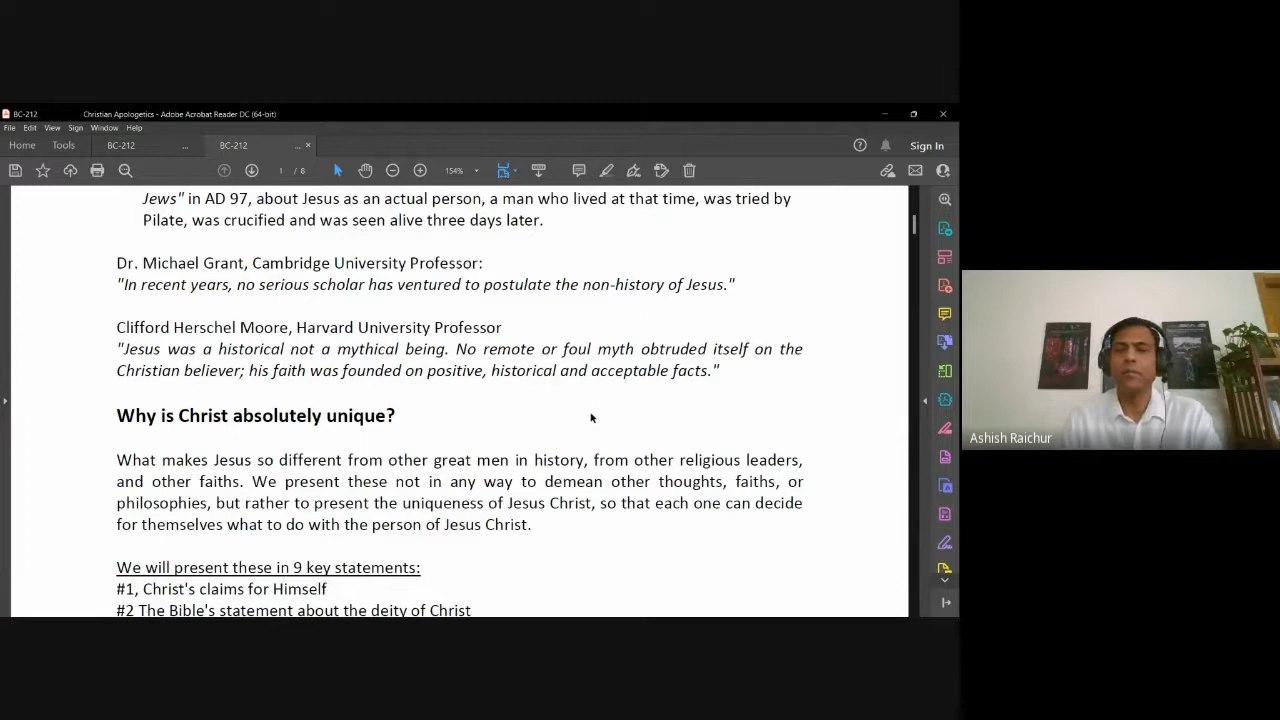 BC-212 Christian Apologetics - Adobe Acrobat Reader DC (64-bit)
File Edit View Sign Window Help
Home Tools BC-212 ... BC-212 ... × Sign In
1 / 8 154%
Jews" in AD 97, about Jesus as an actual person, a man who lived at that time, was tried by
Pilate, was crucified and was seen alive three days later.
Dr. Michael Grant, Cambridge University Professor:
"In recent years, no serious scholar has ventured to postulate the non-history of Jesus."
Clifford Herschel Moore, Harvard University Professor
"Jesus was a historical not a mythical being. No remote or foul myth obtruded itself on the
Christian believer; his faith was founded on positive, historical and acceptable facts."
Why is Christ absolutely unique?
What makes Jesus so different from other great men in history, from other religious leaders,
and other faiths. We present these not in any way to demean other thoughts, faiths, or
philosophies, but rather to present the uniqueness of Jesus Christ, so that each one can decide
for themselves what to do with the person of Jesus Christ.
We will present these in 9 key statements:
#1, Christ's claims for Himself
#2 The Bible's statement about the deity of Christ
Ashish Raichur